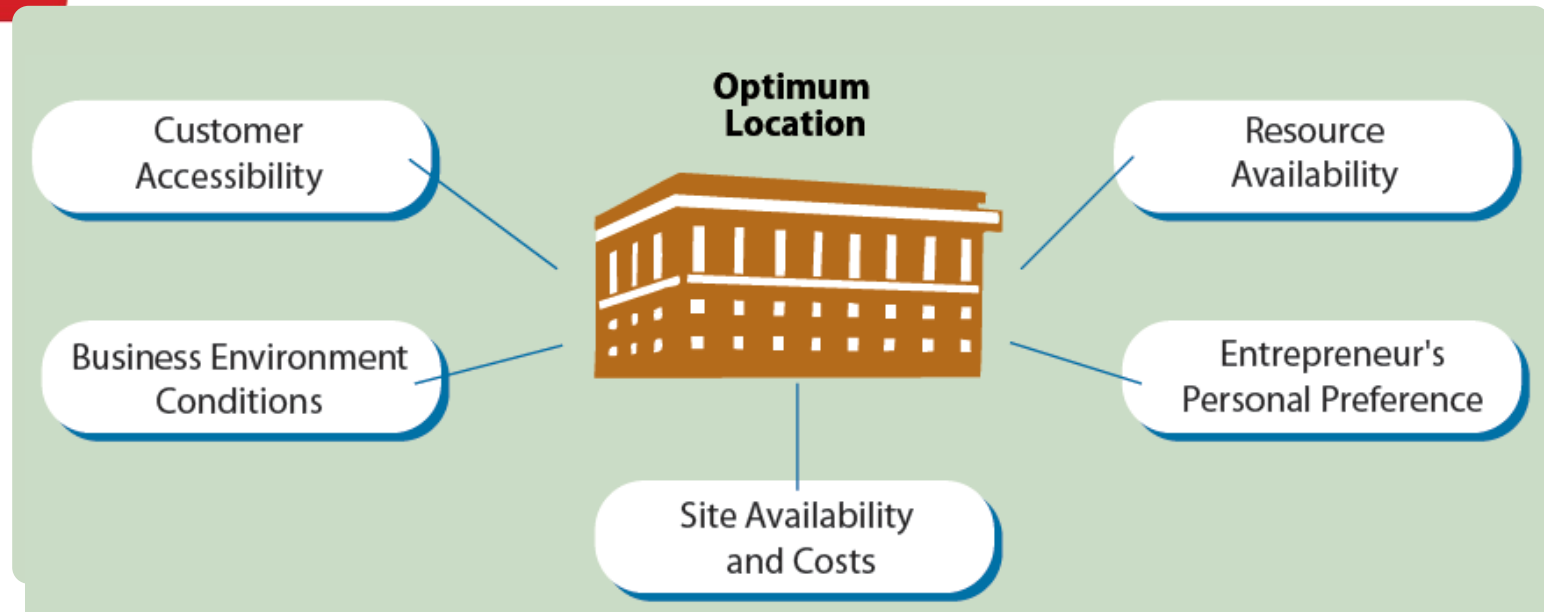 Optimum
Location
Customer
Accessibility
Resource
Availability
Business Environment
Conditions
Entrepreneur's
Personal Preference
Site Availability
and Costs